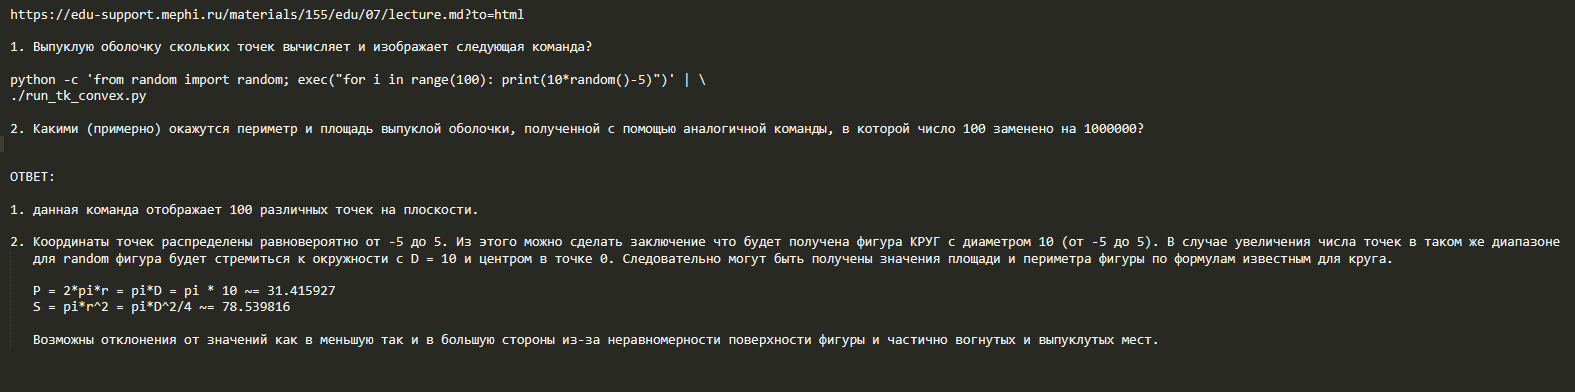 https://edu-support.mephi.ru/materials/155/edu/07/lecture.md?to=html
1. Выпуклую оболочку скольких точек вычисляет и изображает следующая команда?
python -c 'from random import random; exec("for i in range(100): print(10*random()-5)")' | \
./run_tk_convex.py
2. Какими (примерно) окажутся периметр и площадь выпуклой оболочки, полученной с помощью аналогичной команды, в которой число 100 заменено на 1000000?
ОТВЕТ:
1. данная команда отображает 100 различных точек на плоскости.
2. Координаты точек распределены равновероятно от -5 до 5. Из этого можно сделать заключение что будет получена фигура КРУГ с диаметром 10 (от -5 до 5). В случае увеличения числа точек в таком же диапазоне
для random фигура будет стремиться к окружности с D = 10 и центром в точке 0. Следовательно могут быть получены значения площади и периметра фигуры по формулам известным для круга.
P = 2*pi*r = pi*D = pi * 10 ~= 31.415927
S = pi*r^2 = pi*D^2/4 ~= 78.539816
Возможны отклонения от значений как в меньшую так и в большую стороны из-за неравномерности поверхности фигуры и частично вогнутых и выпуклутых мест.